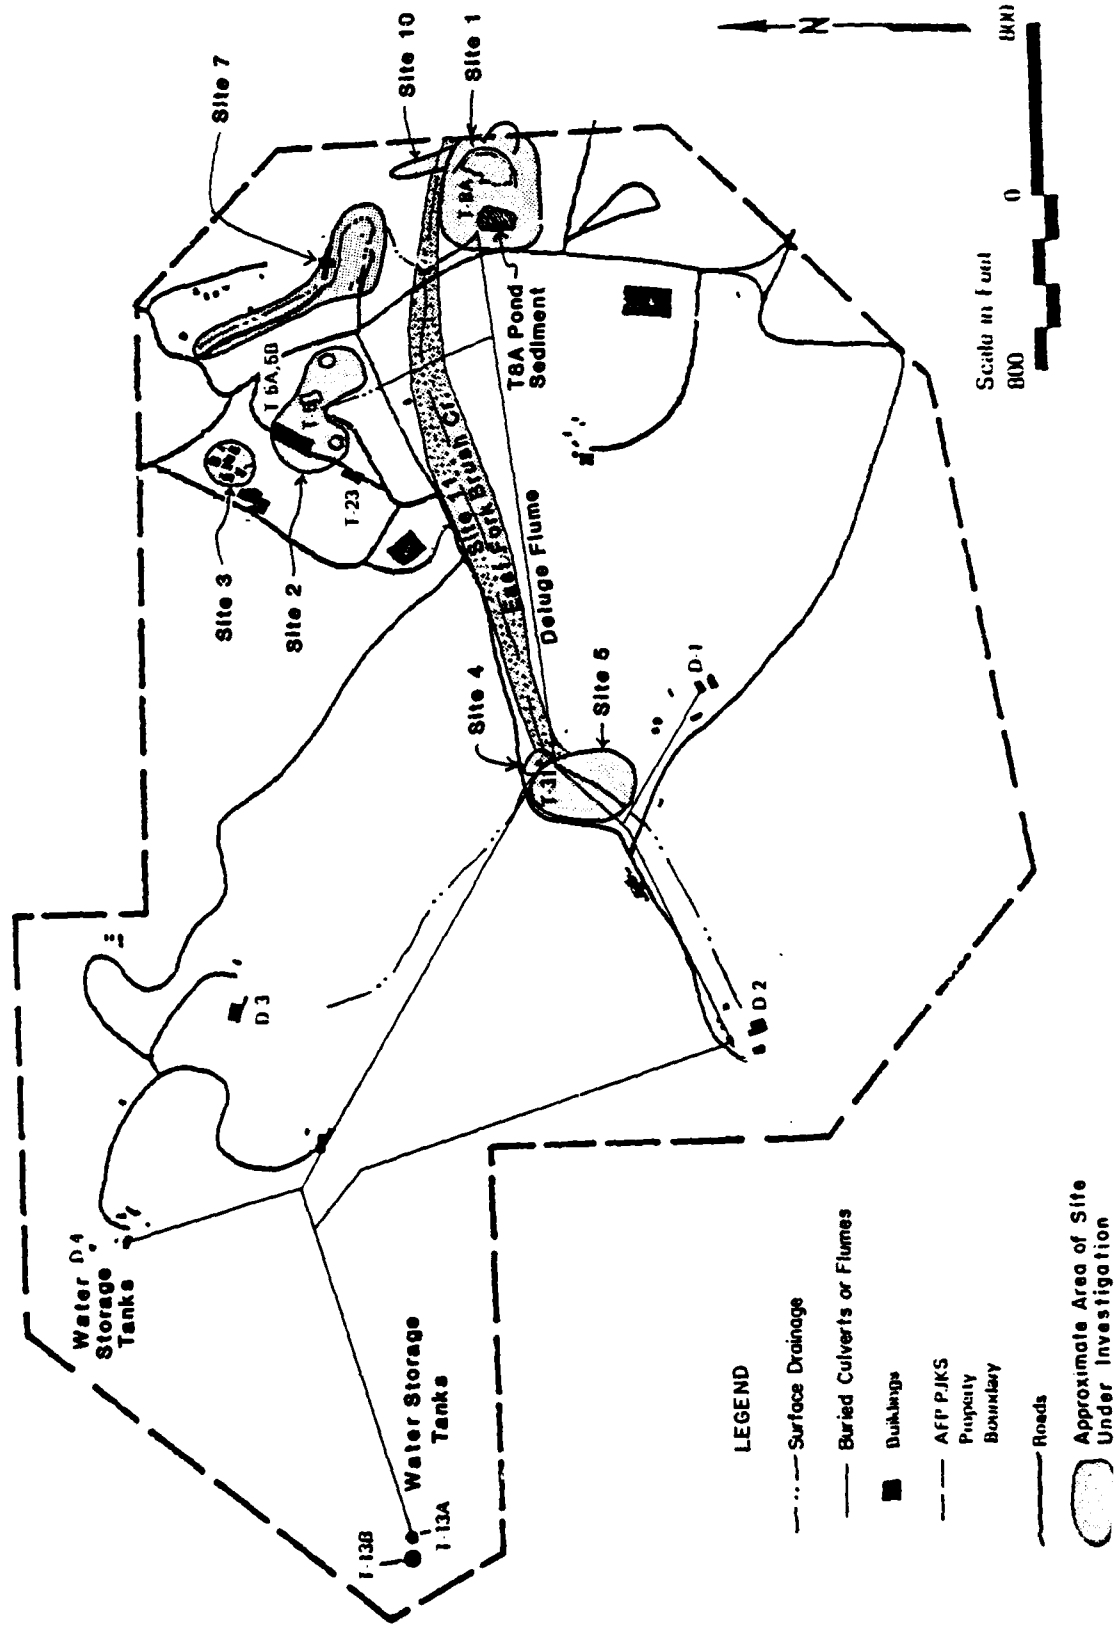 Site 7
Site 10
Site 1
T-8A
T8A Pond
Sediment
T 6A, 5B
Site 3
Site 2
T-23
Site 11
East Fork Brush Cr.
Deluge Flume
Site 4
Site 5
T-31
D-1
D 2
D 3
Water D 4
Storage
Tanks
Water Storage
Tanks
T-13B
T-13A
N
Scale in Feet
800 0 800
LEGEND
Surface Drainage
Buried Culverts or Flumes
Buildings
AFP PJKS
Property
Boundary
Roads
Approximate Area of Site
Under Investigation